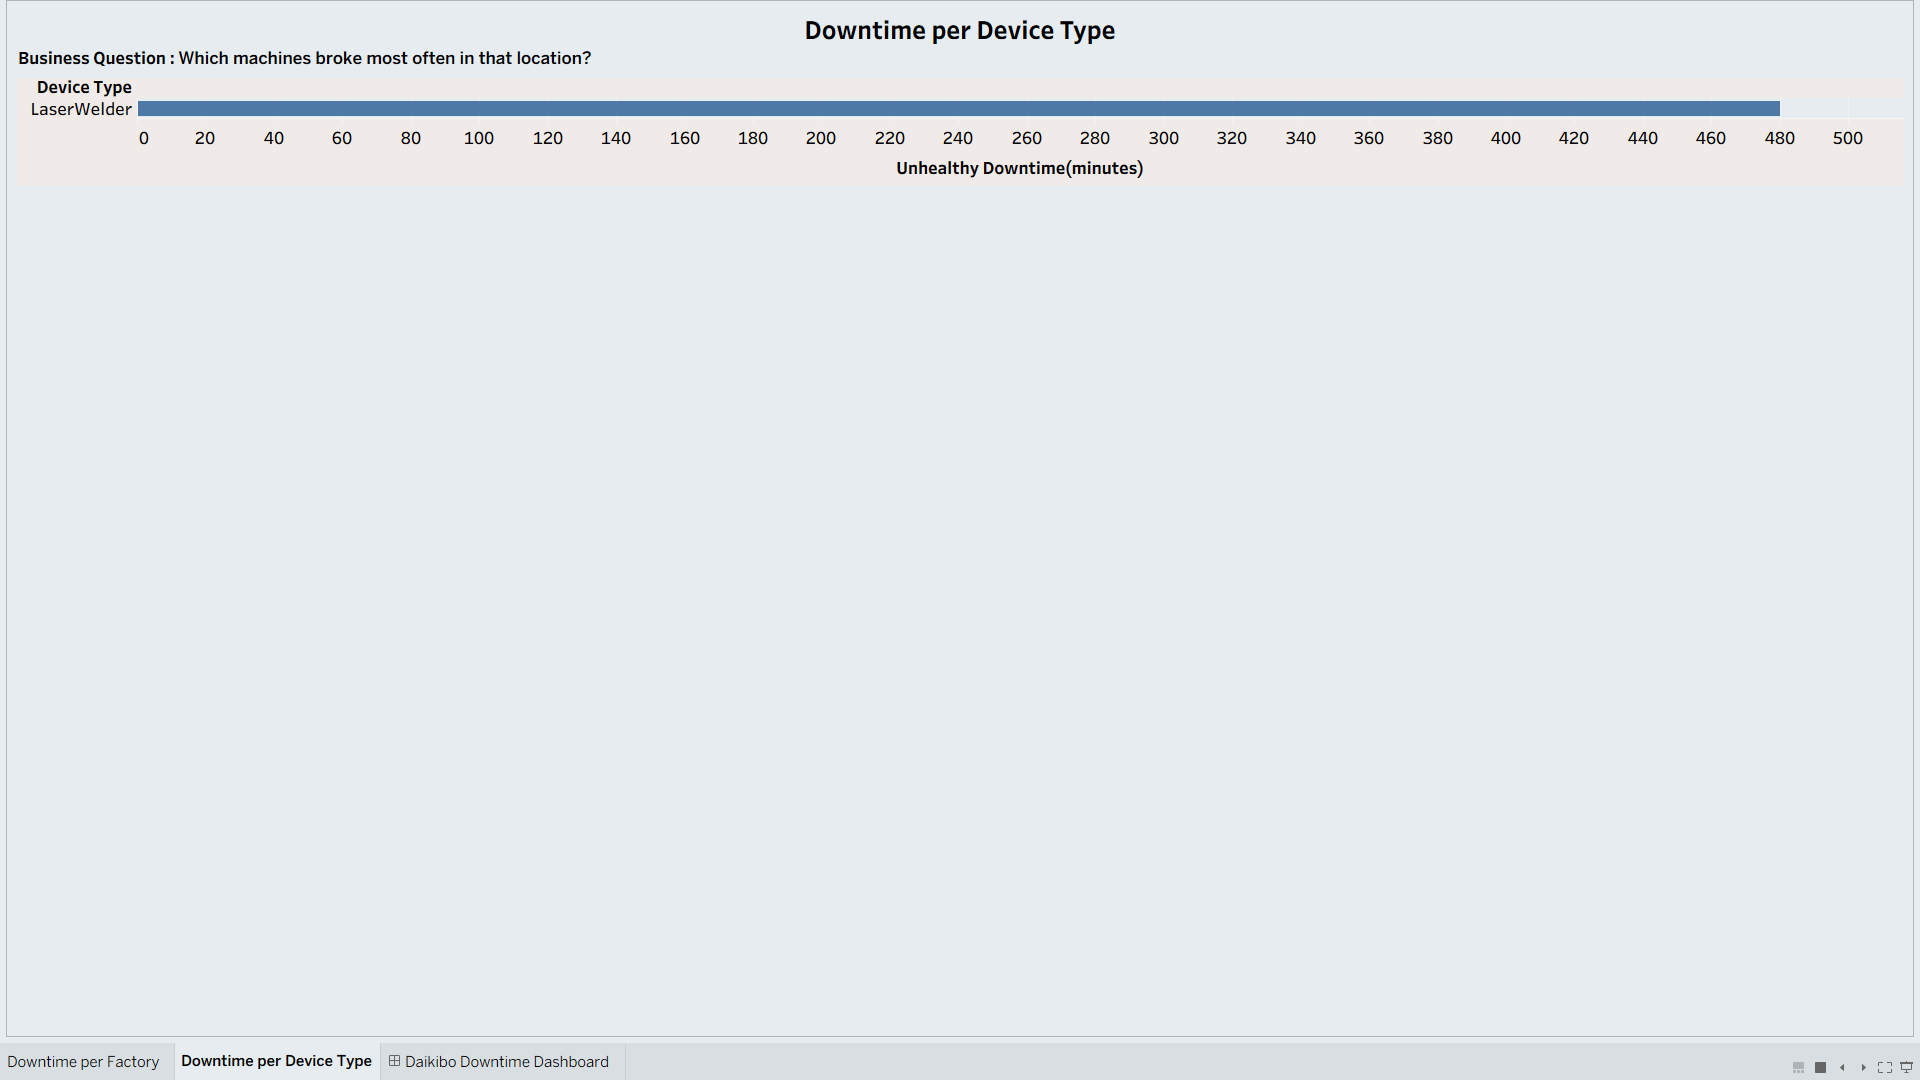 Downtime per Device Type
Business Question : Which machines broke most often in that location?
Device Type
LaserWelder
0 20 40 60 80 100 120 140 160 180 200 220 240 260 280 300 320 340 360 380 400 420 440 460 480 500
Unhealthy Downtime(minutes)
Downtime per Factory Downtime per Device Type Daikibo Downtime Dashboard